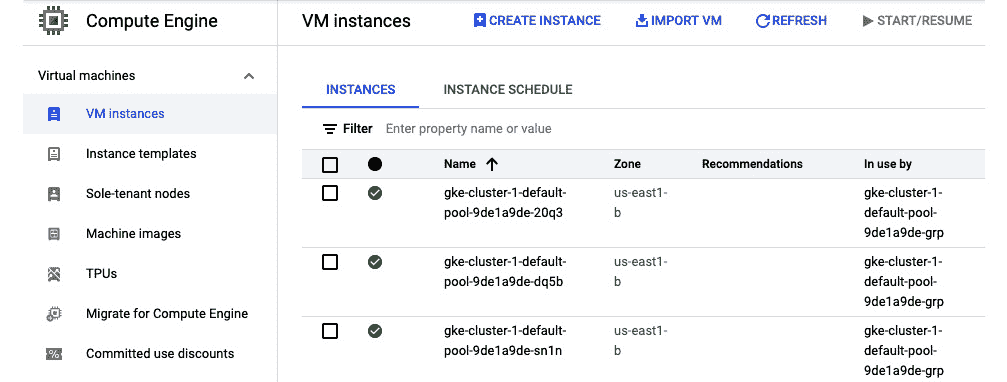 Compute Engine
VM instances
CREATE INSTANCE
IMPORT VM
REFRESH
START/RESUME
Virtual machines
VM instances
Instance templates
Sole-tenant nodes
Machine images
TPUs
Migrate for Compute Engine
%
Committed use discounts
INSTANCES
INSTANCE SCHEDULE
Filter
Enter property name or value
Name
Zone
Recommendations
In use by
gke-cluster-1-default-
pool-9de1a9de-20q3
us-east1-
b
gke-cluster-1-
default-pool-
9de1a9de-grp
gke-cluster-1-default-
pool-9de1a9de-dq5b
us-east1-
b
gke-cluster-1-
default-pool-
9de1a9de-grp
gke-cluster-1-default-
pool-9de1a9de-sn1n
us-east1-
b
gke-cluster-1-
default-pool-
9de1a9de-grp